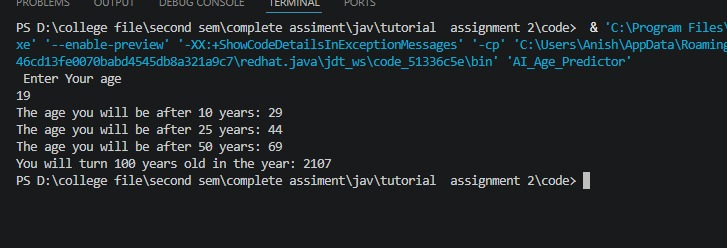 TERMINAL
PORTS
PS D:\college file\second sem\complete assiment\jav\tutorial  assignment 2\code>  & 'C:\Program Files\
xe' '--enable-preview' '-XX:+ShowCodeDetailsInExceptionMessages' '-cp' 'C:\Users\Anish\AppData\Roaming
46cd13fe0070babd4545db8a321a9c7\redhat.java\jdt_ws\code_51336c5e\bin' 'AI_Age_Predictor'
 Enter Your age
19
The age you will be after 10 years: 29
The age you will be after 25 years: 44
The age you will be after 50 years: 69
You will turn 100 years old in the year: 2107
PS D:\college file\second sem\complete assiment\jav\tutorial  assignment 2\code>